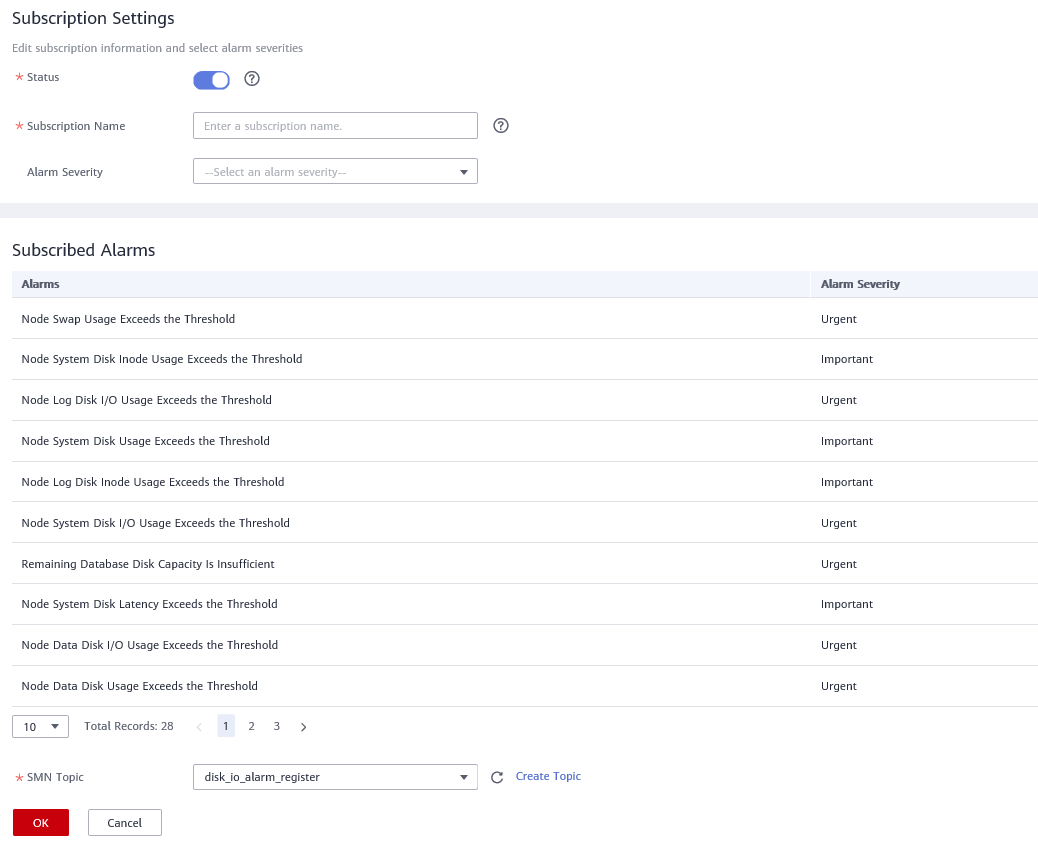 Subscription Settings
Edit subscription information and select alarm severities
* Status ?
* Subscription Name Enter a subscription name. ?
Alarm Severity --Select an alarm severity--
Subscribed Alarms
Alarms Alarm Severity
Node Swap Usage Exceeds the Threshold Urgent
Node System Disk Inode Usage Exceeds the Threshold Important
Node Log Disk I/O Usage Exceeds the Threshold Urgent
Node System Disk Usage Exceeds the Threshold Important
Node Log Disk Inode Usage Exceeds the Threshold Important
Node System Disk I/O Usage Exceeds the Threshold Urgent
Remaining Database Disk Capacity Is Insufficient Urgent
Node System Disk Latency Exceeds the Threshold Important
Node Data Disk I/O Usage Exceeds the Threshold Urgent
Node Data Disk Usage Exceeds the Threshold Urgent
10 Total Records: 28 < 1 2 3 >
* SMN Topic disk_io_alarm_register Create Topic
OK Cancel